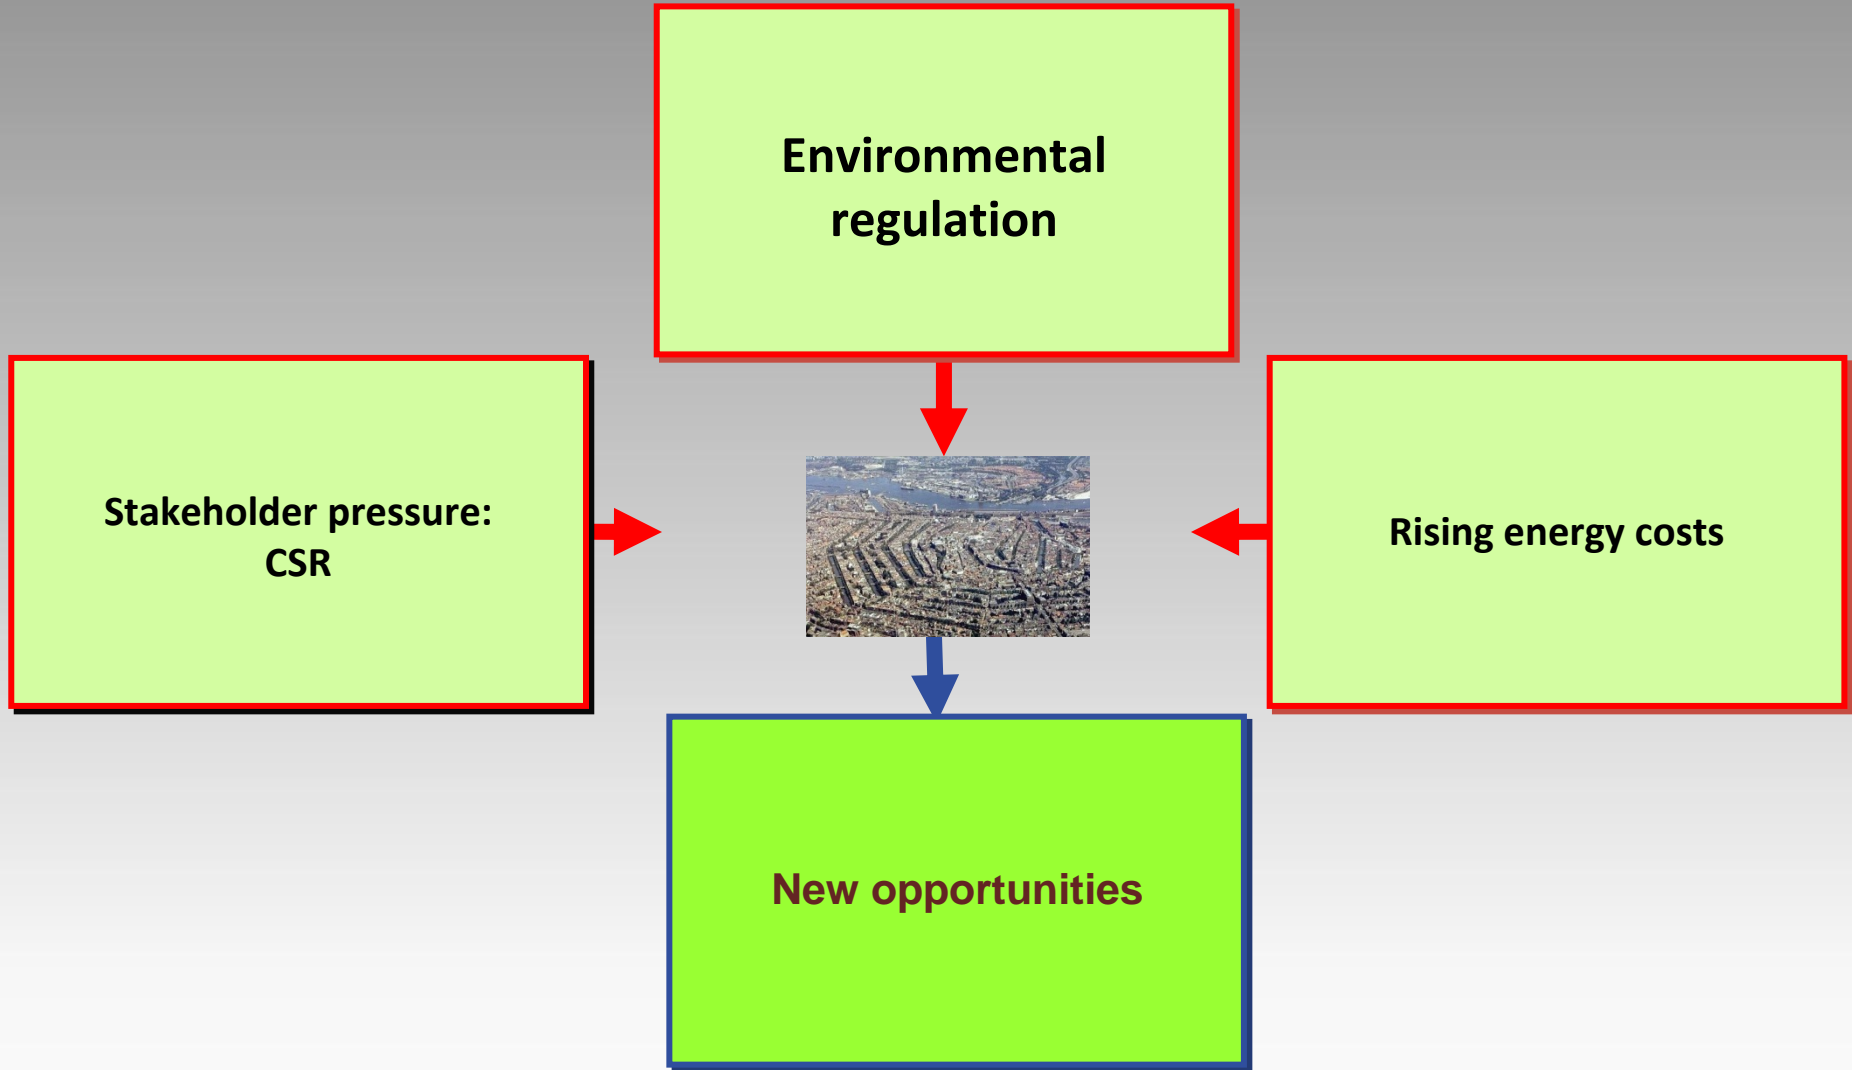 Environmental
regulation
Stakeholder pressure:
CSR
Rising energy costs
New opportunities